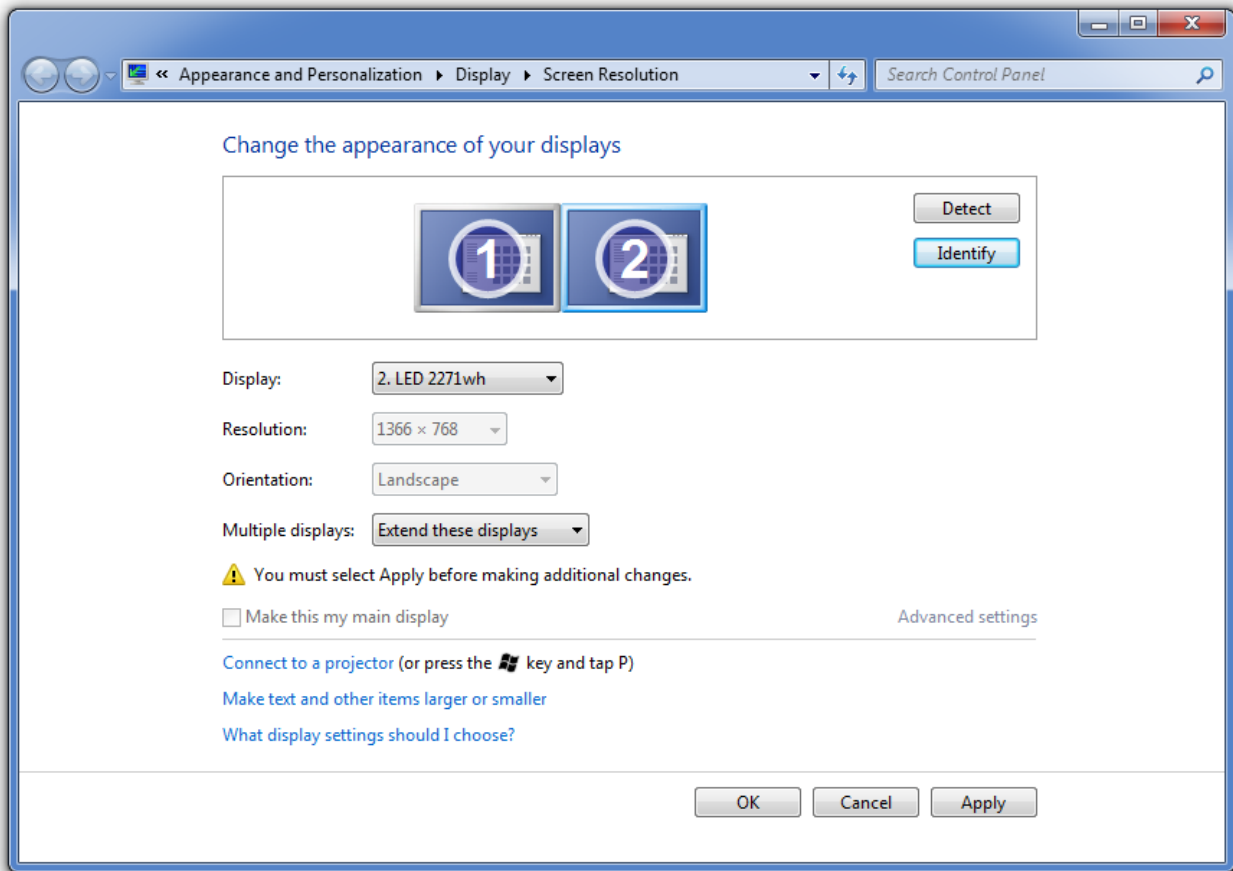 « Appearance and Personalization ▸ Display ▸ Screen Resolution Search Control Panel
Change the appearance of your displays
1 2
Detect
Identify
Display: 2. LED 2271wh
Resolution: 1366 × 768
Orientation: Landscape
Multiple displays: Extend these displays
You must select Apply before making additional changes.
Make this my main display Advanced settings
Connect to a projector (or press the key and tap P)
Make text and other items larger or smaller
What display settings should I choose?
OK Cancel Apply